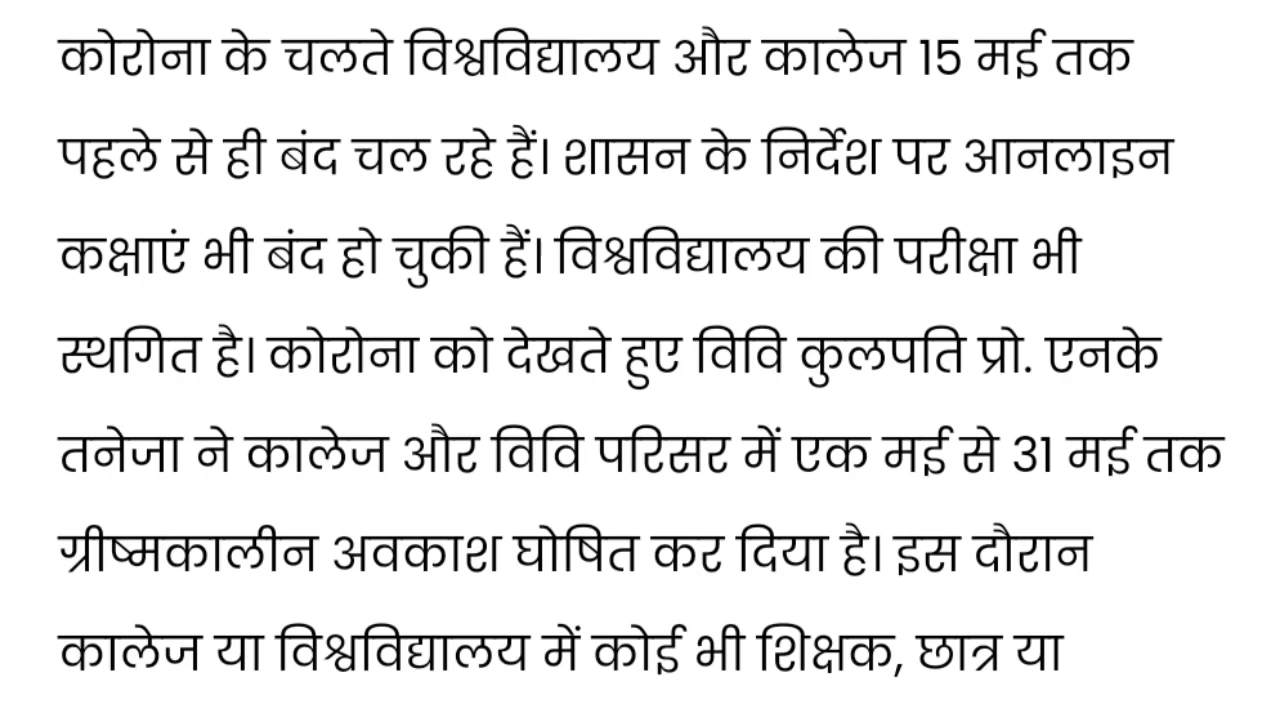 कोरोना के चलते विश्वविद्यालय और कालेज 15 मई तक
पहले से ही बंद चल रहे हैं। शासन के निर्देश पर आनलाइन
कक्षाएं भी बंद हो चुकी हैं। विश्वविद्यालय की परीक्षा भी
स्थगित है। कोरोना को देखते हुए विवि कुलपति प्रो. एनके
तनेजा ने कालेज और विवि परिसर में एक मई से 31 मई तक
ग्रीष्मकालीन अवकाश घोषित कर दिया है। इस दौरान
कालेज या विश्वविद्यालय में कोई भी शिक्षक, छात्र या